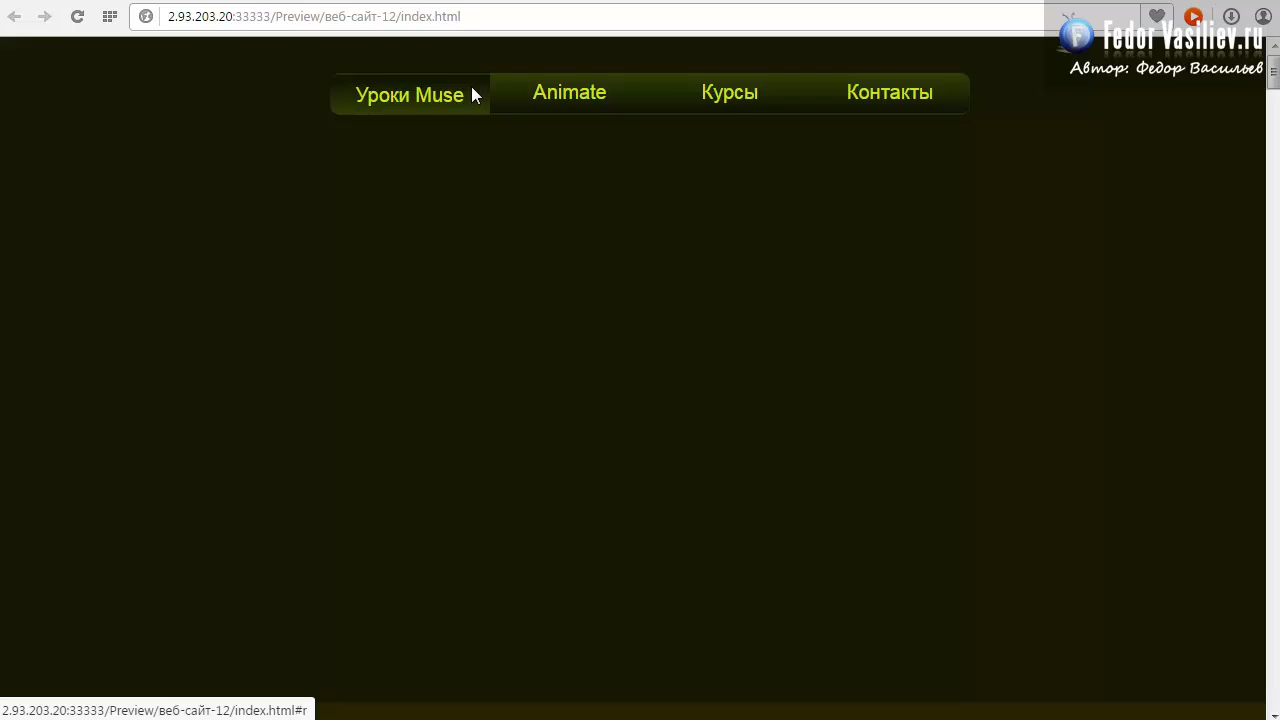 2.93.203.20:33333/Preview/веб-сайт-12/index.html
Fedor Vasiliev.ru
Автор: Федор Васильев
Уроки Muse
Animate
Курсы
Контакты
2.93.203.20:33333/Preview/веб-сайт-12/index.html#r